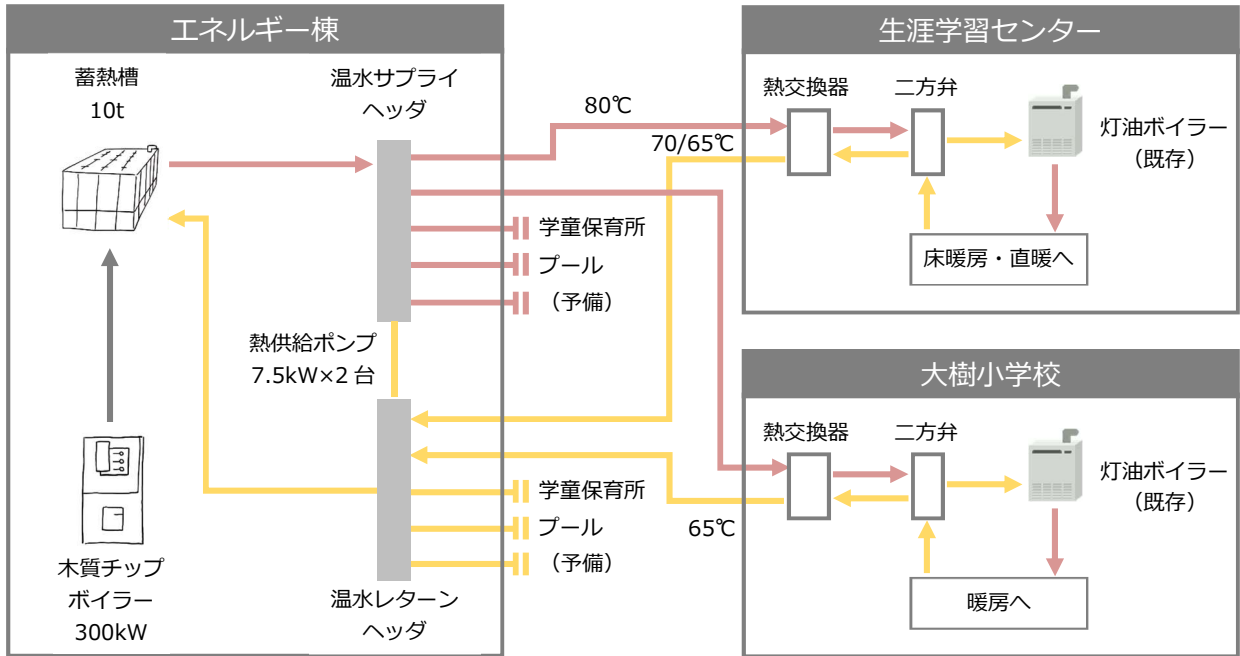 エネルギー棟
蓄熱槽
10t
温水サプライ
ヘッダ
学童保育所
プール
（予備）
熱供給ポンプ
7.5kW×2 台
学童保育所
プール
（予備）
木質チップ
ボイラー
300kW
温水レターン
ヘッダ
80℃
70/65℃
65℃
生涯学習センター
熱交換器
二方弁
灯油ボイラー
（既存）
床暖房・直暖へ
大樹小学校
熱交換器
二方弁
灯油ボイラー
（既存）
暖房へ